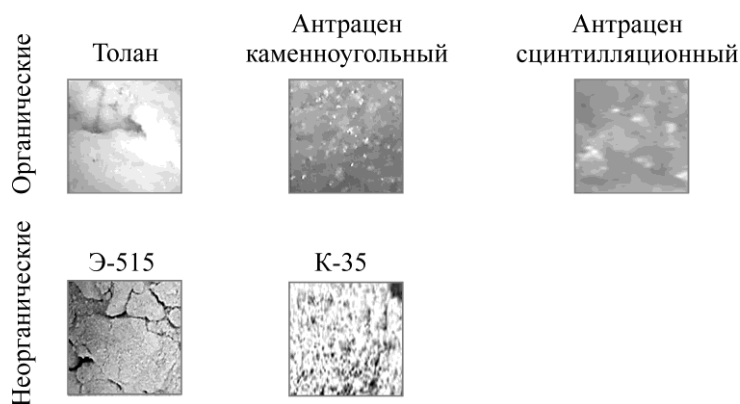 Органические
Толан
Антрацен
каменноугольный
Антрацен
сцинтилляционный
Неорганические
Э-515
К-35